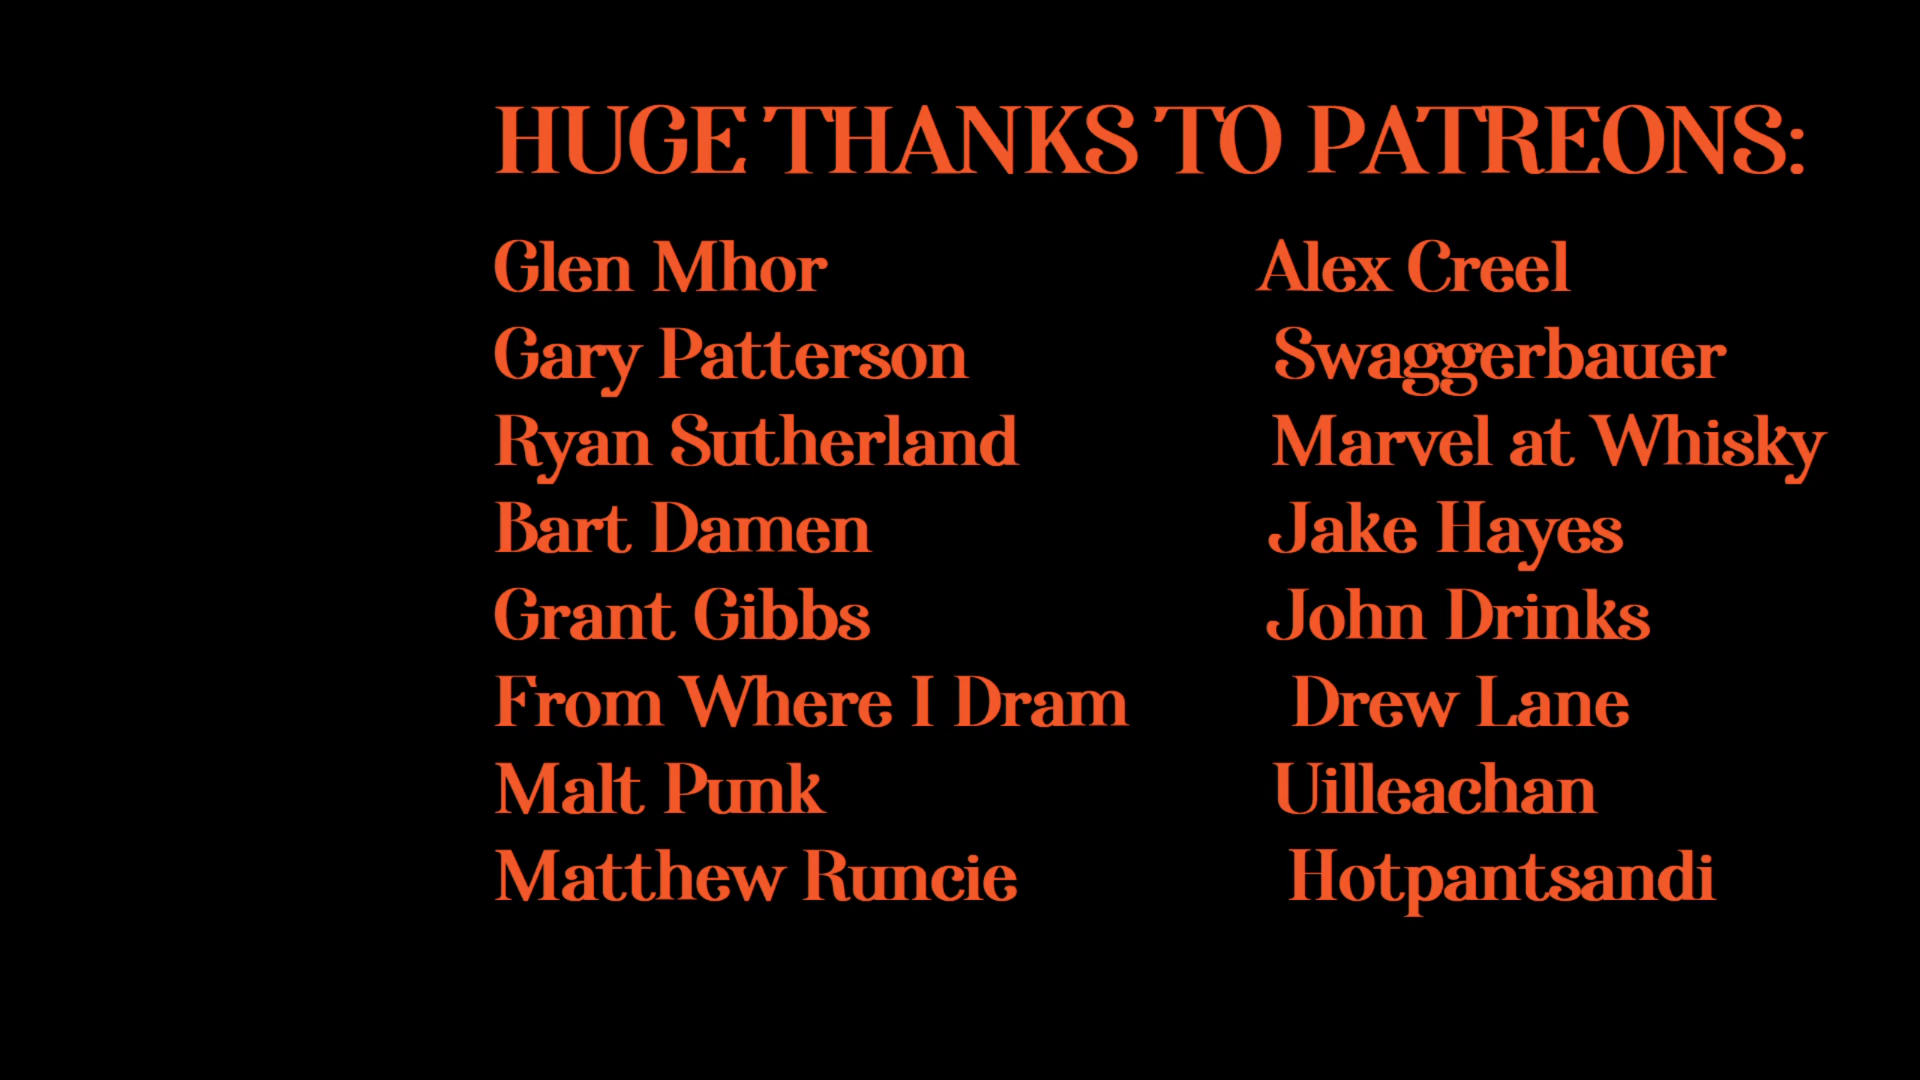 HUGE THANKS TO PATREONS:
Glen Mhor
Gary Patterson
Ryan Sutherland
Bart Damen
Grant Gibbs
From Where I Dram
Malt Punk
Matthew Runcie
Alex Creel
Swaggerbauer
Marvel at Whisky
Jake Hayes
John Drinks
Drew Lane
Uilleachan
Hotpantsandi